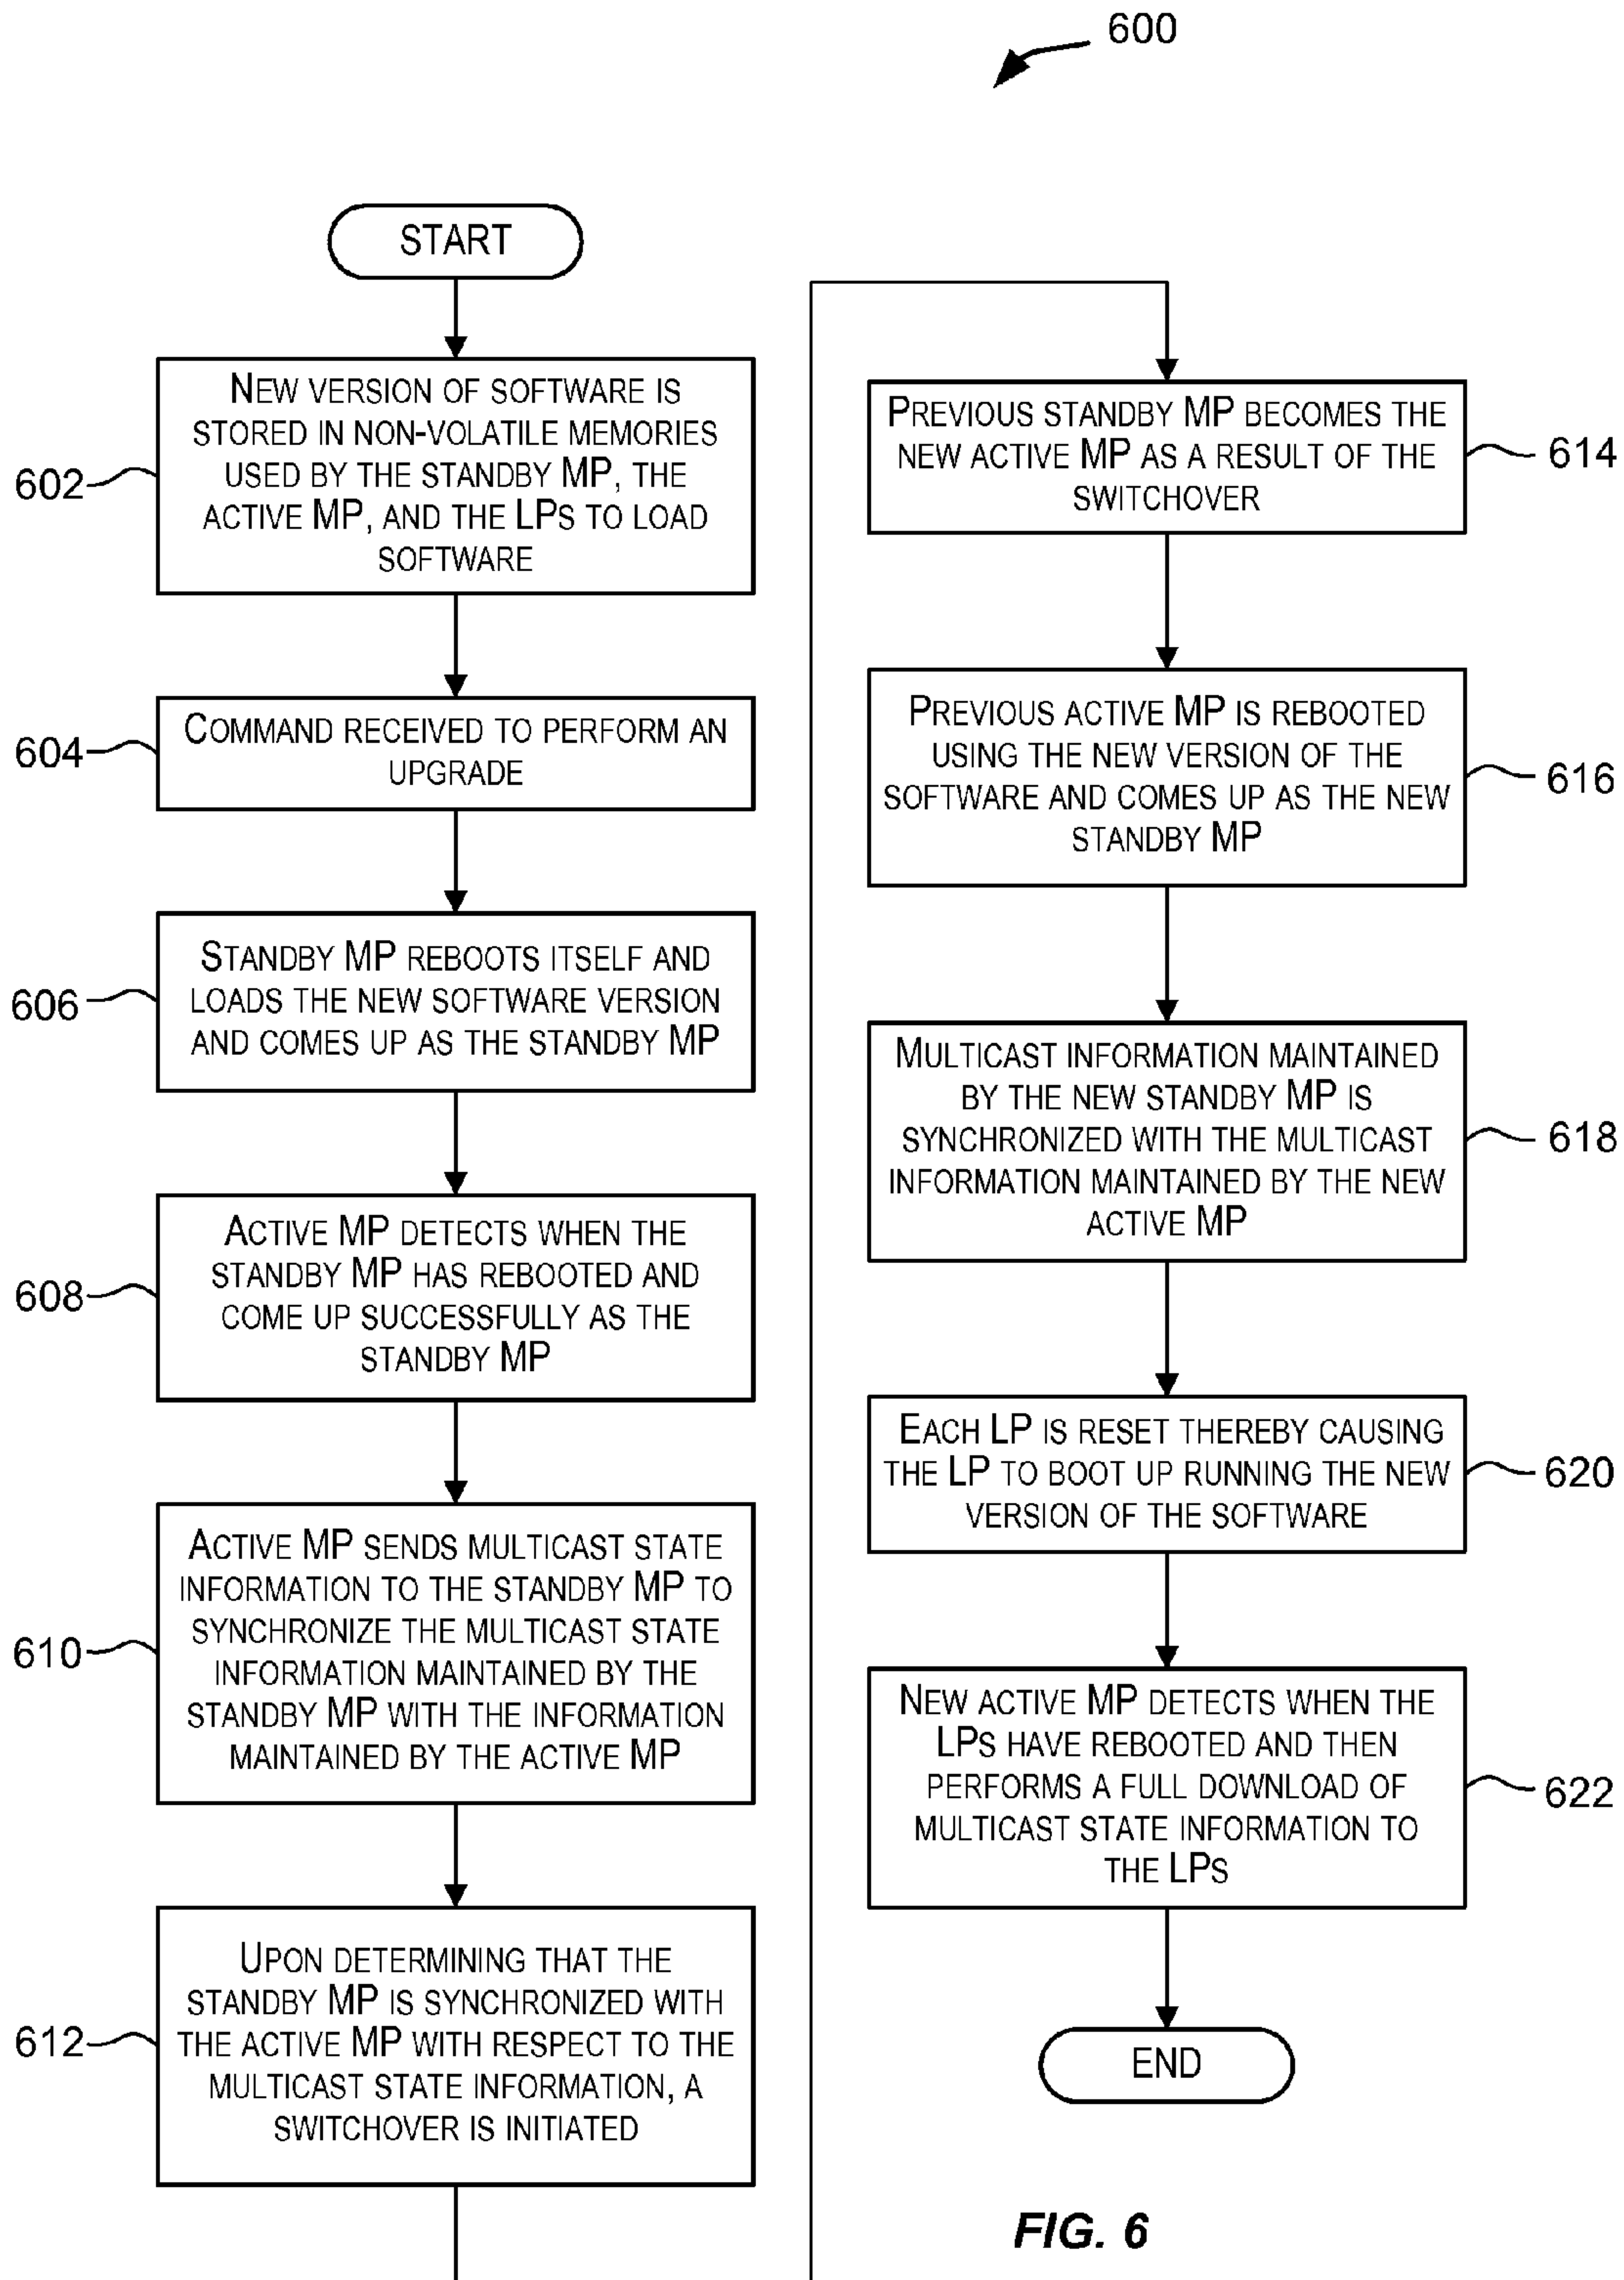 600
START
602
NEW VERSION OF SOFTWARE IS
STORED IN NON-VOLATILE MEMORIES
USED BY THE STANDBY MP, THE
ACTIVE MP, AND THE LPS TO LOAD
SOFTWARE
604
COMMAND RECEIVED TO PERFORM AN
UPGRADE
606
STANDBY MP REBOOTS ITSELF AND
LOADS THE NEW SOFTWARE VERSION
AND COMES UP AS THE STANDBY MP
608
ACTIVE MP DETECTS WHEN THE
STANDBY MP HAS REBOOTED AND
COME UP SUCCESSFULLY AS THE
STANDBY MP
610
ACTIVE MP SENDS MULTICAST STATE
INFORMATION TO THE STANDBY MP TO
SYNCHRONIZE THE MULTICAST STATE
INFORMATION MAINTAINED BY THE
STANDBY MP WITH THE INFORMATION
MAINTAINED BY THE ACTIVE MP
612
UPON DETERMINING THAT THE
STANDBY MP IS SYNCHRONIZED WITH
THE ACTIVE MP WITH RESPECT TO THE
MULTICAST STATE INFORMATION, A
SWITCHOVER IS INITIATED
PREVIOUS STANDBY MP BECOMES THE
NEW ACTIVE MP AS A RESULT OF THE
SWITCHOVER
614
PREVIOUS ACTIVE MP IS REBOOTED
USING THE NEW VERSION OF THE
SOFTWARE AND COMES UP AS THE NEW
STANDBY MP
616
MULTICAST INFORMATION MAINTAINED
BY THE NEW STANDBY MP IS
SYNCHRONIZED WITH THE MULTICAST
INFORMATION MAINTAINED BY THE NEW
ACTIVE MP
618
EACH LP IS RESET THEREBY CAUSING
THE LP TO BOOT UP RUNNING THE NEW
VERSION OF THE SOFTWARE
620
NEW ACTIVE MP DETECTS WHEN THE
LPS HAVE REBOOTED AND THEN
PERFORMS A FULL DOWNLOAD OF
MULTICAST STATE INFORMATION TO
THE LPS
622
END
FIG. 6